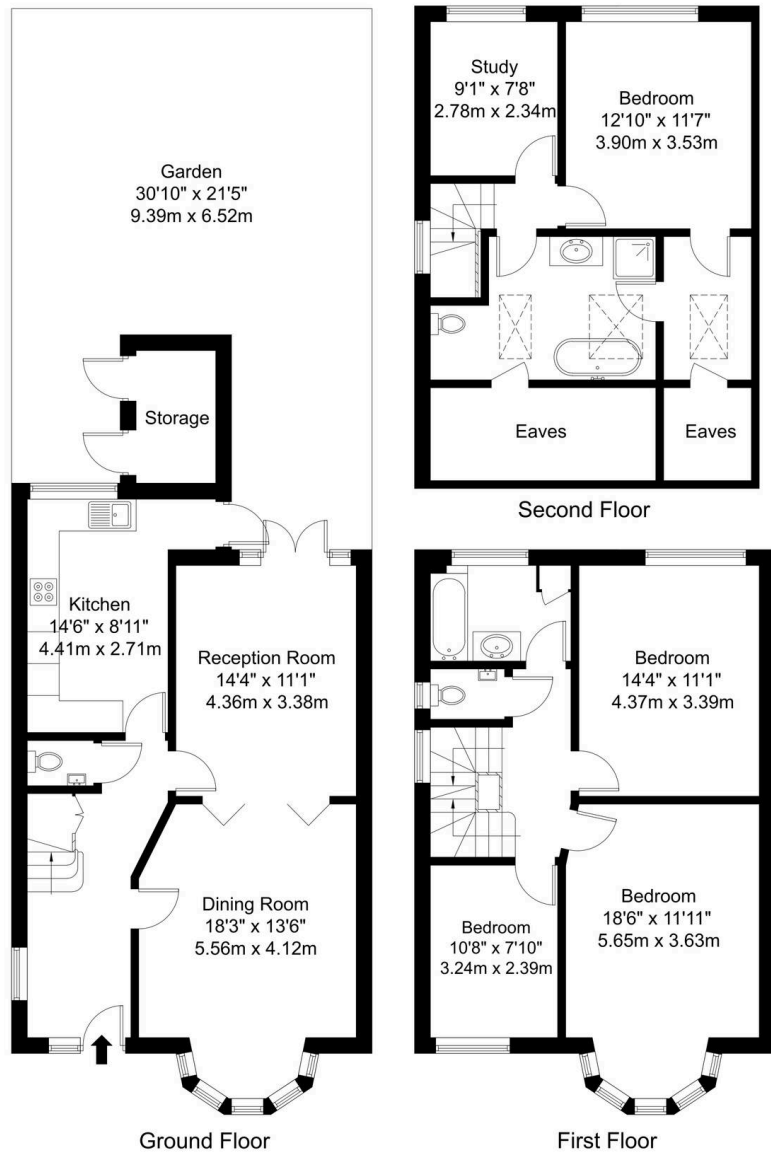 Garden
30'10" x 21'5"
9.39m x 6.52m
Storage
Kitchen
14'6" x 8'11"
4.41m x 2.71m
Reception Room
14'4" x 11'1"
4.36m x 3.38m
Dining Room
18'3" x 13'6"
5.56m x 4.12m
Ground Floor
Study
9'1" x 7'8"
2.78m x 2.34m
Bedroom
12'10" x 11'7"
3.90m x 3.53m
Eaves
Eaves
Second Floor
Bedroom
14'4" x 11'1"
4.37m x 3.39m
Bedroom
18'6" x 11'11"
5.65m x 3.63m
Bedroom
10'8" x 7'10"
3.24m x 2.39m
First Floor